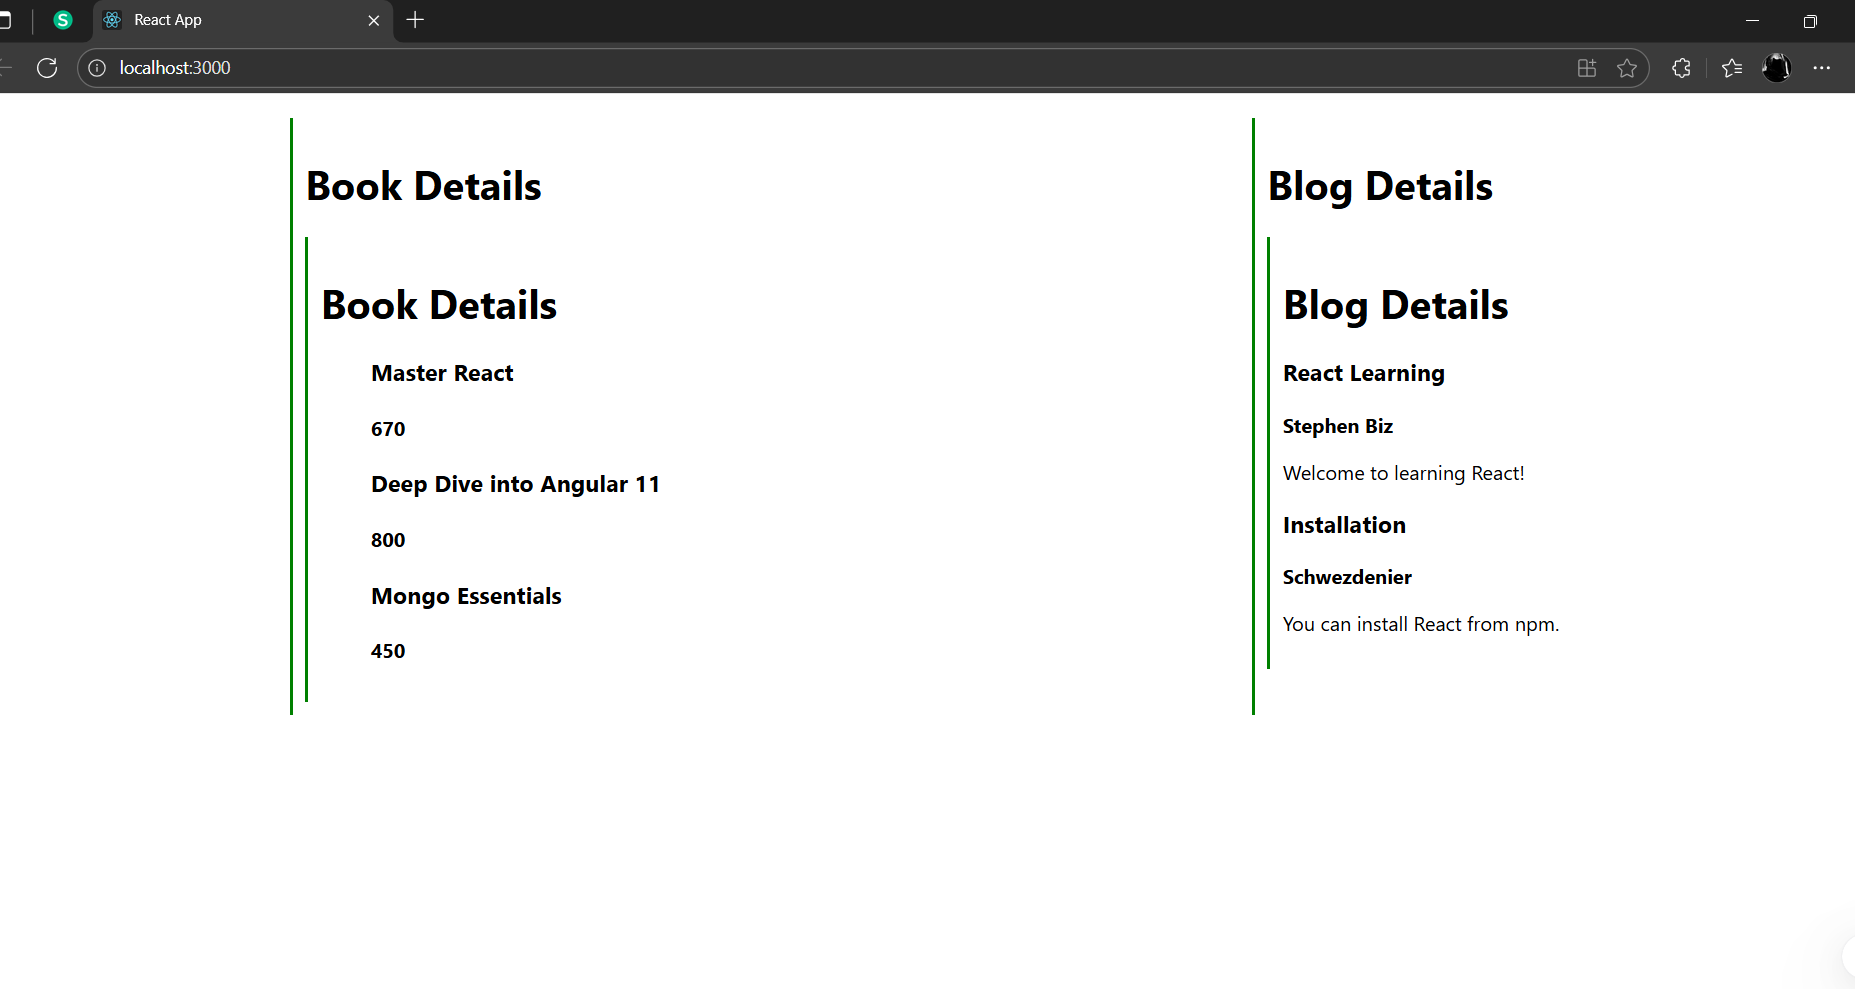 S
React App
localhost:3000
Book Details
Book Details
Master React
670
Deep Dive into Angular 11
800
Mongo Essentials
450
Blog Details
Blog Details
React Learning
Stephen Biz
Welcome to learning React!
Installation
Schwezdenier
You can install React from npm.